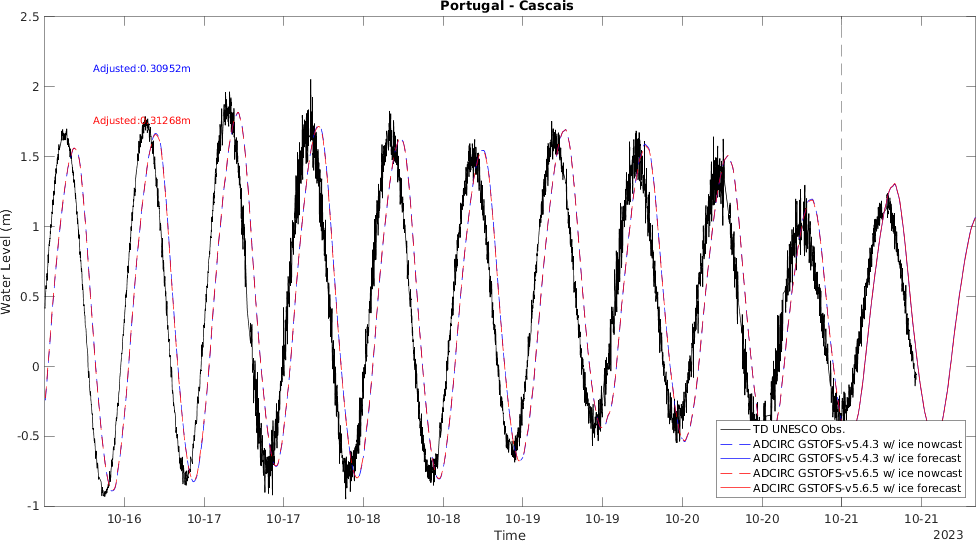 Portugal - Cascais
2.5
2
1.5
1
0.5
0
-0.5
-1
Water Level (m)
Adjusted:0.30952m
Adjusted:0.31268m
TD UNESCO Obs.
ADCIRC GSTOFS-v5.4.3 w/ ice nowcast
ADCIRC GSTOFS-v5.4.3 w/ ice forecast
ADCIRC GSTOFS-v5.6.5 w/ ice nowcast
ADCIRC GSTOFS-v5.6.5 w/ ice forecast
10-16 10-17 10-17 10-18 10-18 10-19 10-19 10-20 10-20 10-21 10-21
Time
2023